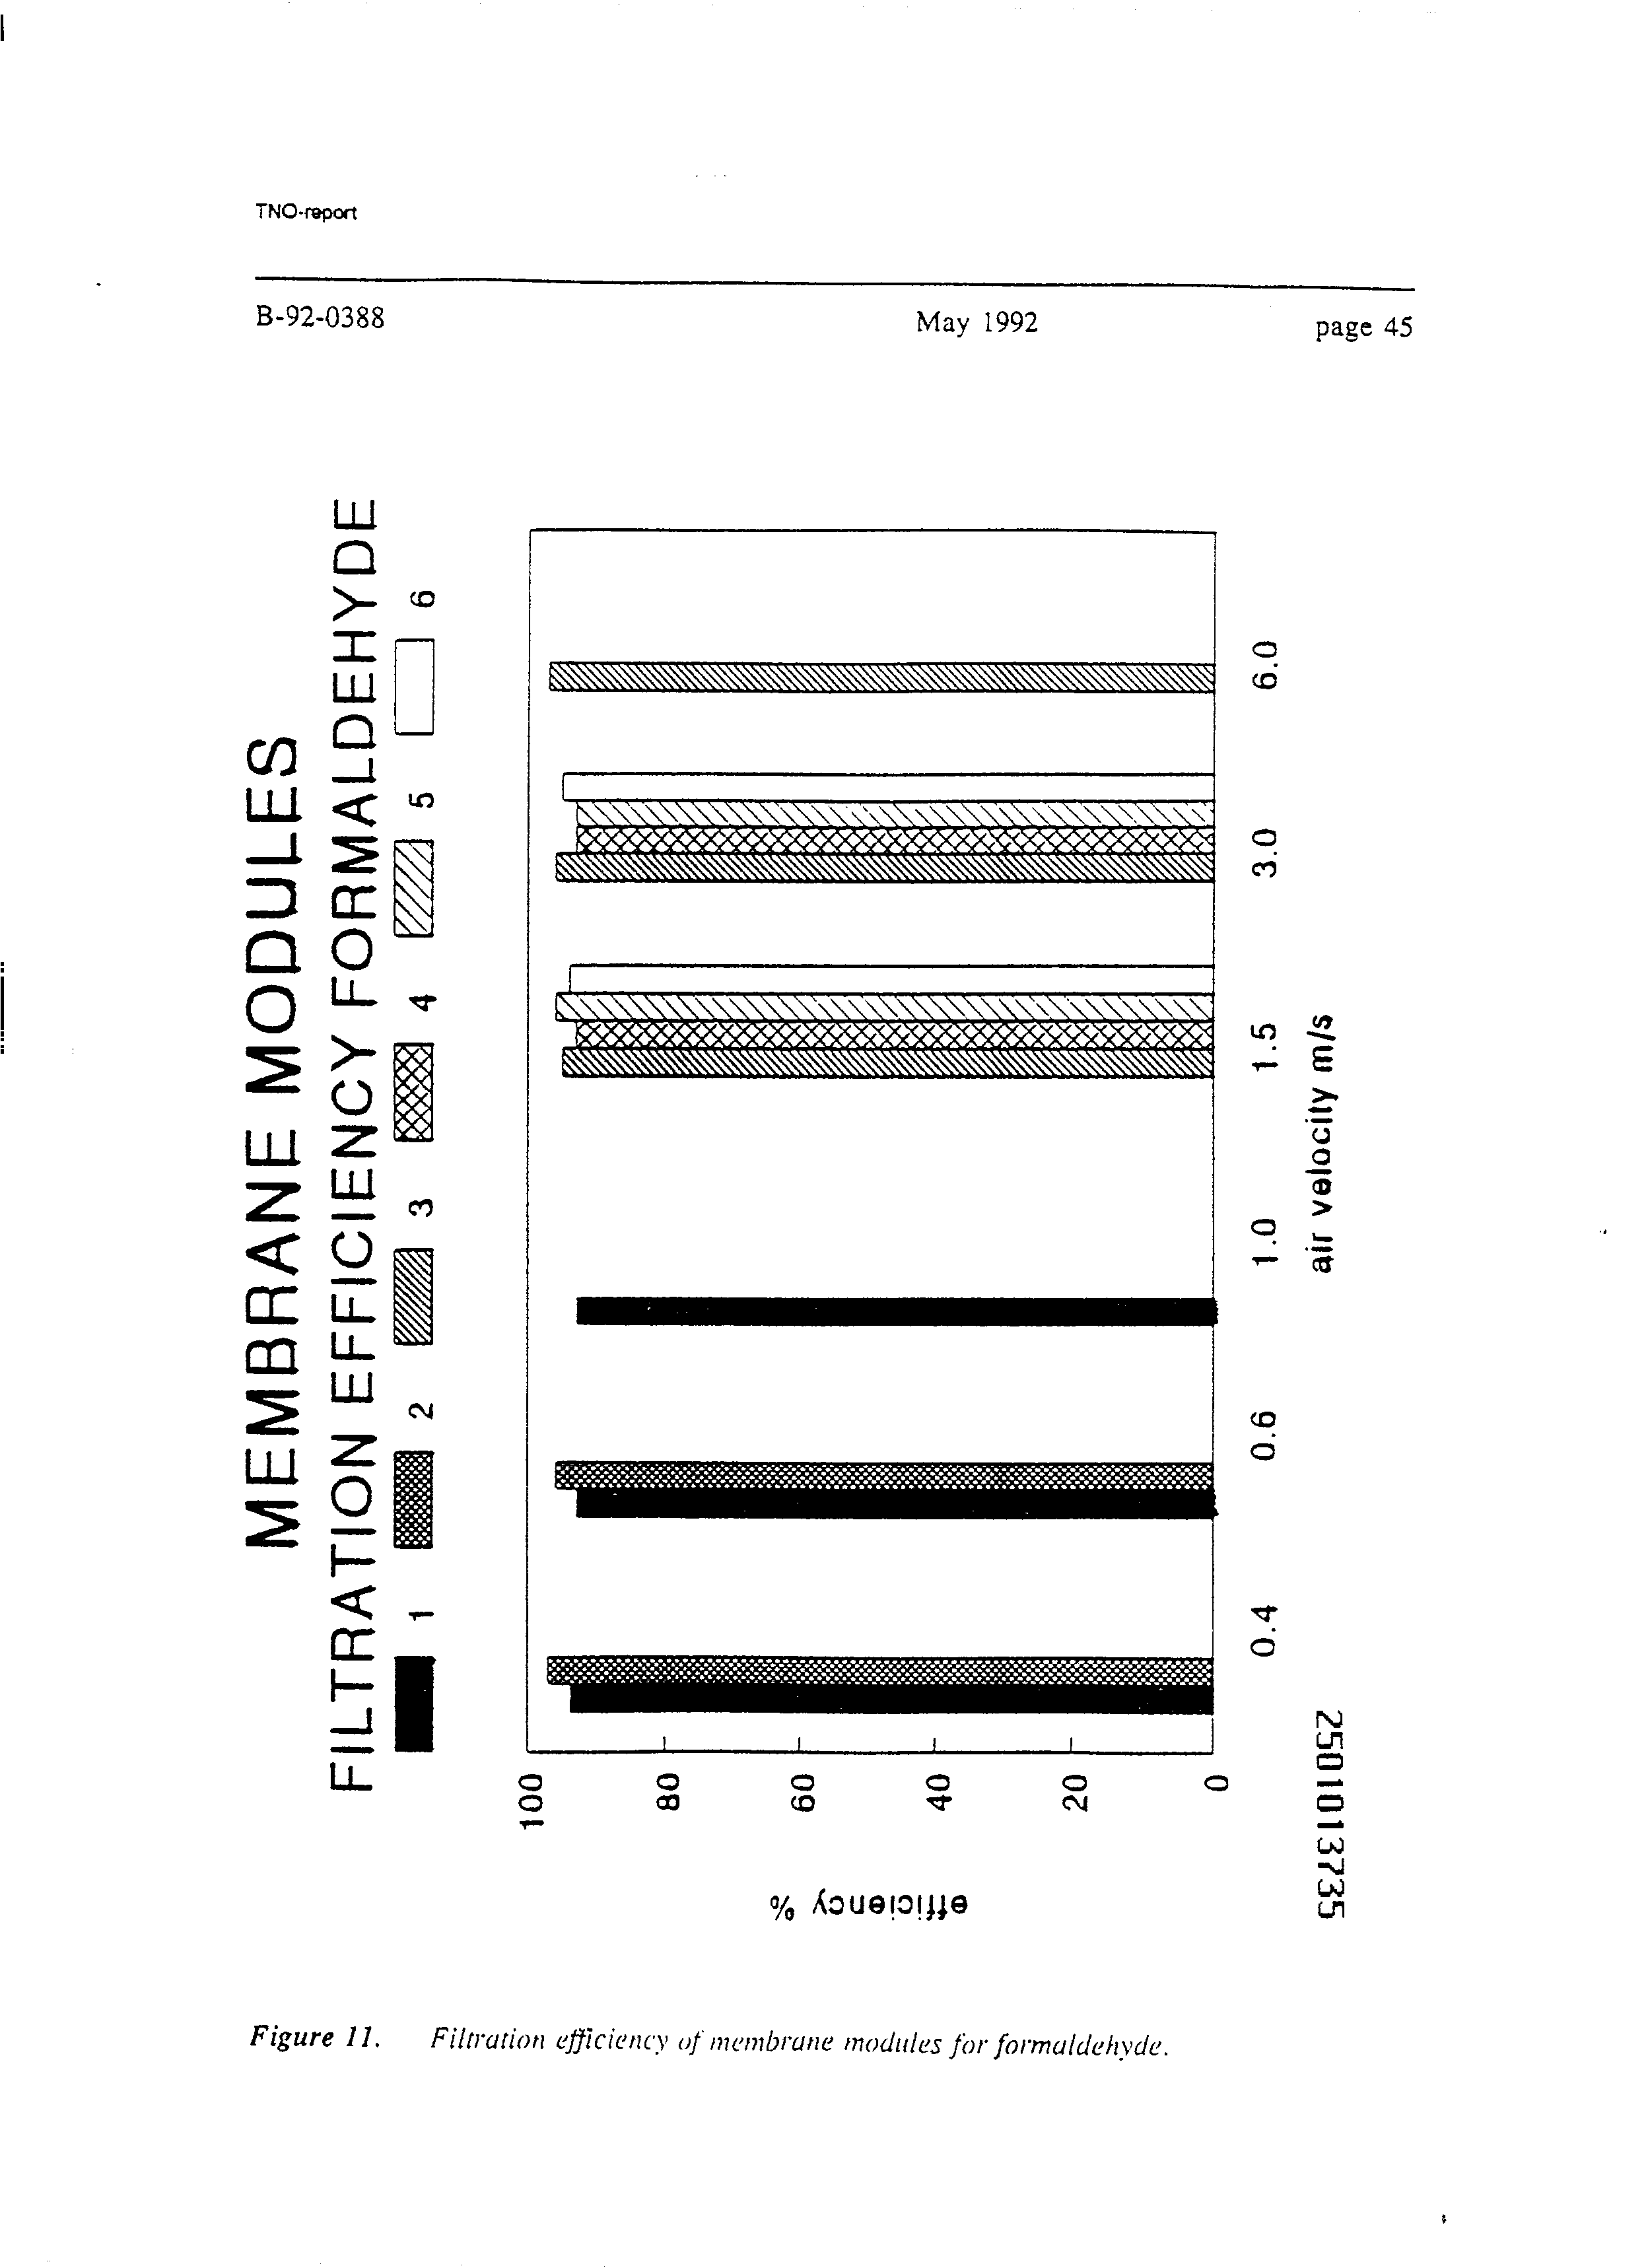 TNO-report
B-92-0388 May 1992 page 45
MEMBRANE MODULES
FILTRATION EFFICIENCY FORMALDEHYDE
1 2 3 4 5 6
efficiency %
100
80
60
40
20
0
0.4 0.6 1.0 1.5 3.0 6.0
air velocity m/s
2501013735
Figure 11. Filtration efficiency of membrane modules for formaldehyde.